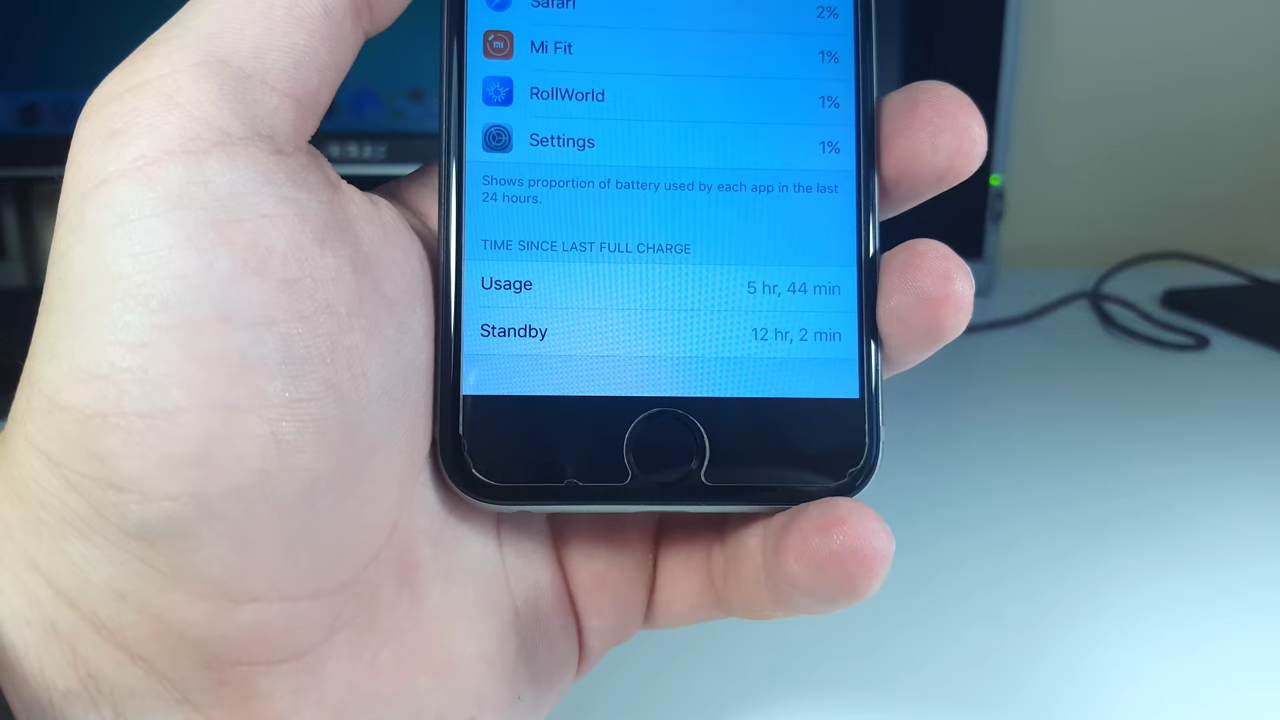 Safari 2%
Mi Fit 1%
RollWorld 1%
Settings 1%
Shows proportion of battery used by each app in the last
24 hours.
TIME SINCE LAST FULL CHARGE
Usage 5 hr, 44 min
Standby 12 hr, 2 min